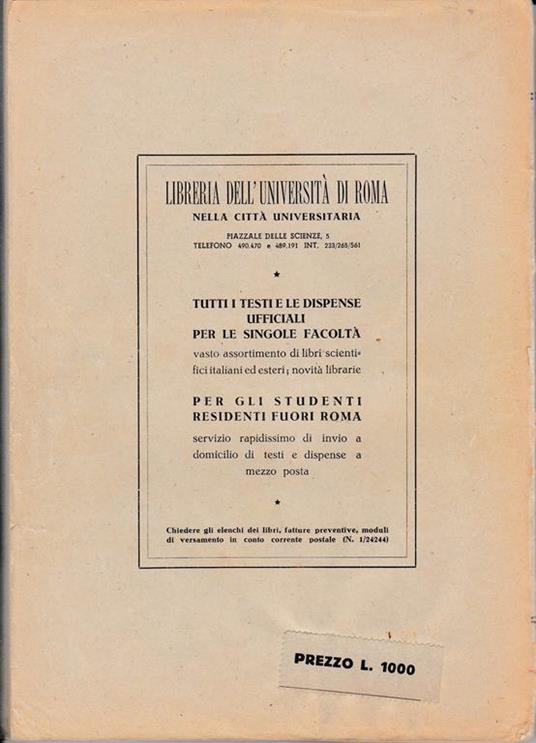 LIBRERIA DELL'UNIVERSITÀ DI ROMA
NELLA CITTÀ UNIVERSITARIA
PIAZZALE DELLE SCIENZE, 5
TELEFONO 490.470 e 489.191 INT. 233/265/561
TUTTI I TESTI E LE DISPENSE
UFFICIALI
PER LE SINGOLE FACOLTÀ
vasto assortimento di libri scienti=
fici italiani ed esteri; novità librarie
PER GLI STUDENTI
RESIDENTI FUORI ROMA
servizio rapidissimo di invio a
domicilio di testi e dispense a
mezzo posta
Chiedere gli elenchi dei libri, fatture preventive, moduli
di versamento in conto corrente postale (N. 1/24244)
PREZZO L. 1000